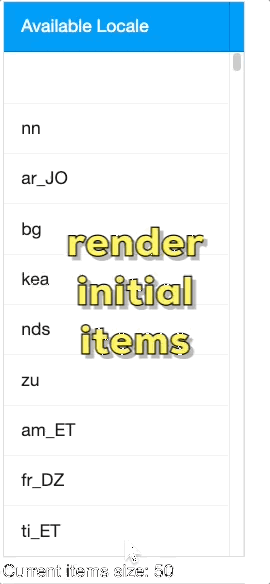 Available Locale
nn
ar_JO
bg
kea
nds
zu
am_ET
fr_DZ
ti_ET
render
initial
items
Current items size: 50